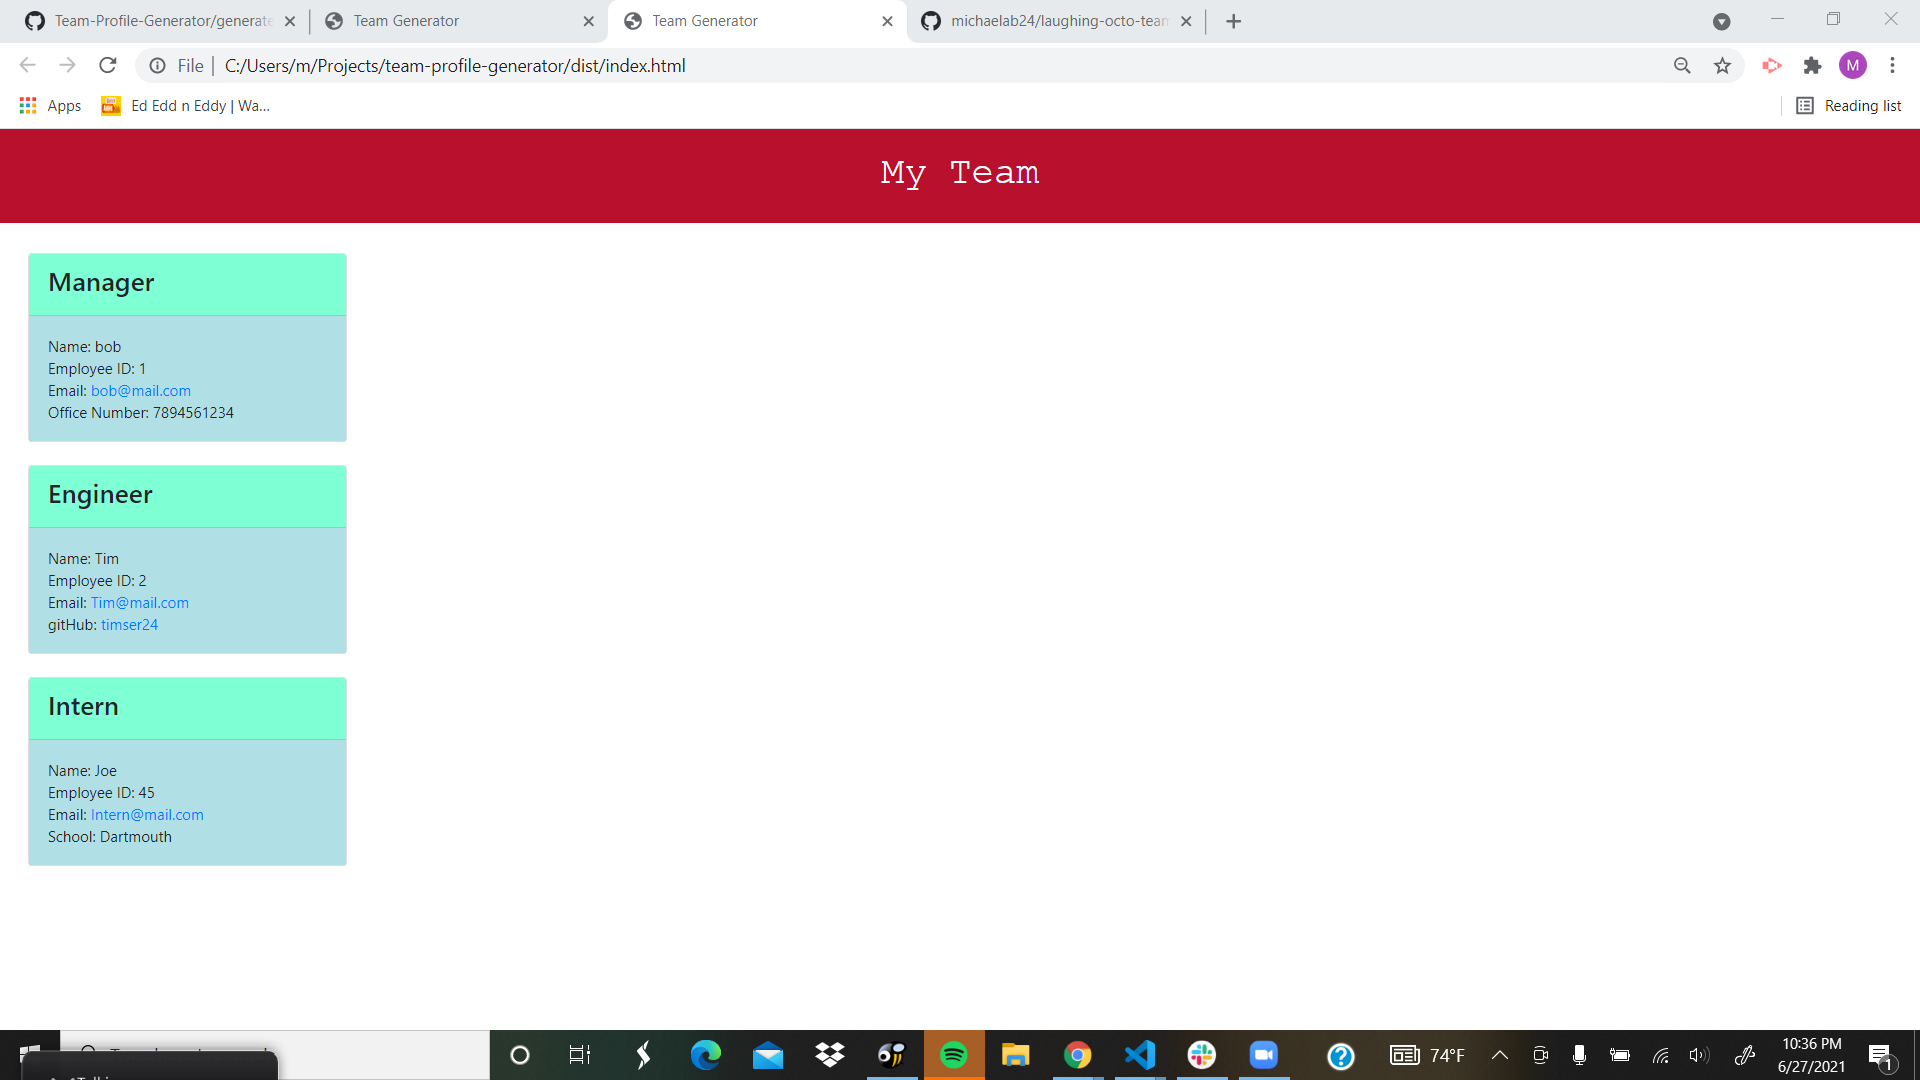 Team-Profile-Generator/generate
Team Generator
Team Generator
michaelab24/laughing-octo-team
File
C:/Users/m/Projects/team-profile-generator/dist/index.html
M
Apps
Ed Edd n Eddy | Wa...
Reading list
My Team
Manager
Name: bob
Employee ID: 1
Email: bob@mail.com
Office Number: 7894561234
Engineer
Name: Tim
Employee ID: 2
Email: Tim@mail.com
gitHub: timser24
Intern
Name: Joe
Employee ID: 45
Email: Intern@mail.com
School: Dartmouth
74°F
10:36 PM
6/27/2021
1